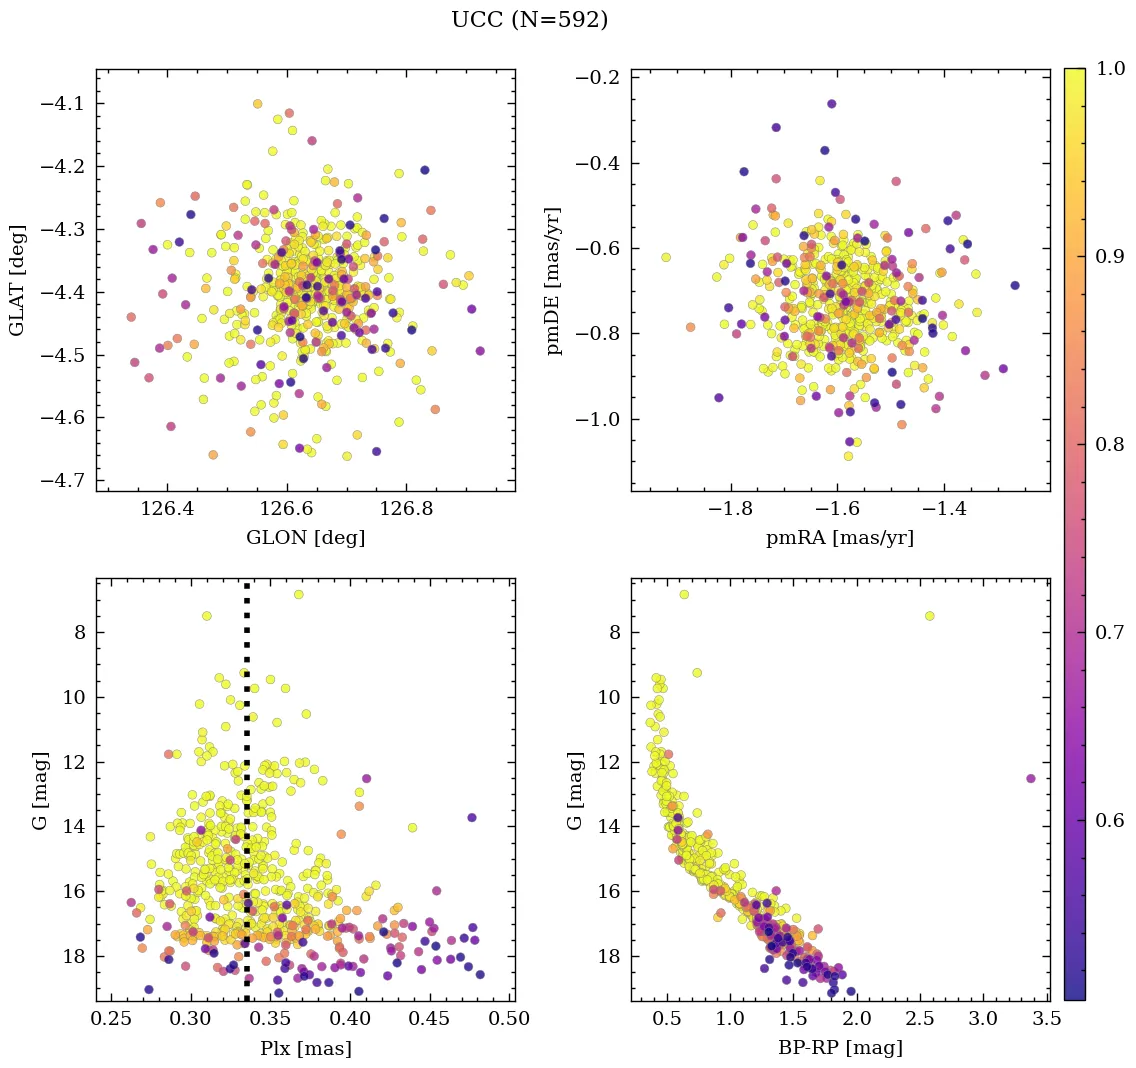 UCC (N=592)
−4.1
−4.2
−4.3
−4.4
−4.5
−4.6
−4.7
GLAT [deg]
126.4 126.6 126.8
GLON [deg]
−0.2
−0.4
−0.6
−0.8
−1.0
pmDE [mas/yr]
−1.8 −1.6 −1.4
pmRA [mas/yr]
8
10
12
14
16
18
G [mag]
0.25 0.30 0.35 0.40 0.45 0.50
Plx [mas]
8
10
12
14
16
18
G [mag]
0.5 1.0 1.5 2.0 2.5 3.0 3.5
BP-RP [mag]
1.0
0.9
0.8
0.7
0.6